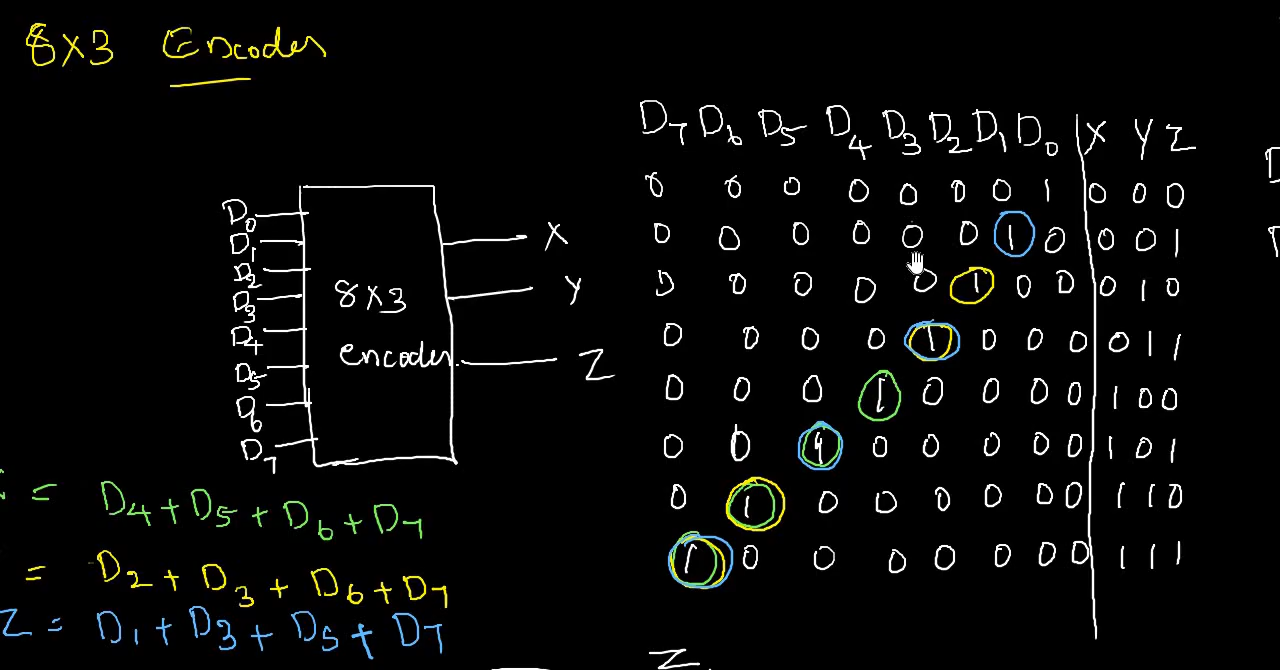 8X3 Encoder
D0
D1
D2
D3
D4
D5
D6
D7
8X3
encoder
X
Y
Z
D7 D6 D5 D4 D3 D2 D1 D0 X Y Z
0 0 0 0 0 0 0 1 0 0 0
0 0 0 0 0 0 1 0 0 0 1
0 0 0 0 0 1 0 0 0 1 0
0 0 0 0 1 0 0 0 0 1 1
0 0 0 1 0 0 0 0 1 0 0
0 0 1 0 0 0 0 0 1 0 1
0 1 0 0 0 0 0 0 1 1 0
1 0 0 0 0 0 0 0 1 1 1
= D4 + D5 + D6 + D7
= D2 + D3 + D6 + D7
Z = D1 + D3 + D5 + D7
Z